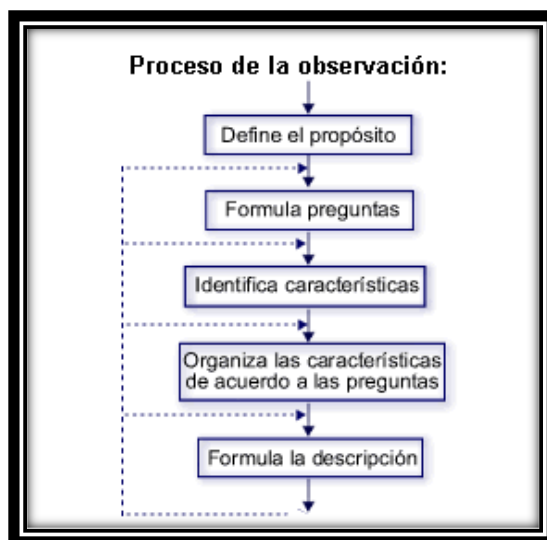 Proceso de la observación:
Define el propósito
Formula preguntas
Identifica características
Organiza las características
de acuerdo a las preguntas
Formula la descripción